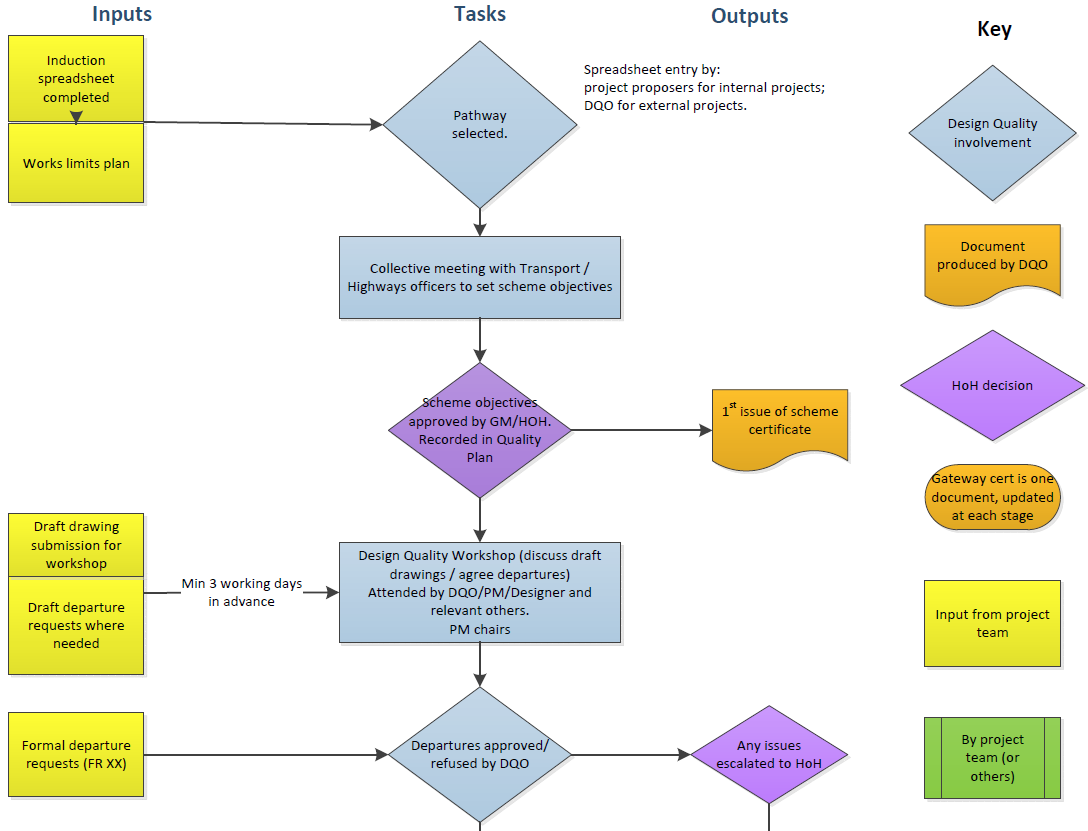 Inputs
Tasks
Outputs
Key
Induction
spreadsheet
completed
Works limits plan
Pathway
selected.
Spreadsheet entry by:
project proposers for internal projects;
DQO for external projects.
Design Quality
involvement
Collective meeting with Transport /
Highways officers to set scheme objectives
Document
produced by DQO
Scheme objectives
approved by GM/HOH.
Recorded in Quality
Plan
1st issue of scheme
certificate
HoH decision
Gateway cert is one
document, updated
at each stage
Draft drawing
submission for
workshop
Draft departure
requests where
needed
Min 3 working days
in advance
Design Quality Workshop (discuss draft
drawings / agree departures)
Attended by DQO/PM/Designer and
relevant others.
PM chairs
Input from project
team
Formal departure
requests (FR XX)
Departures approved/
refused by DQO
Any issues
escalated to HoH
By project
team (or
others)